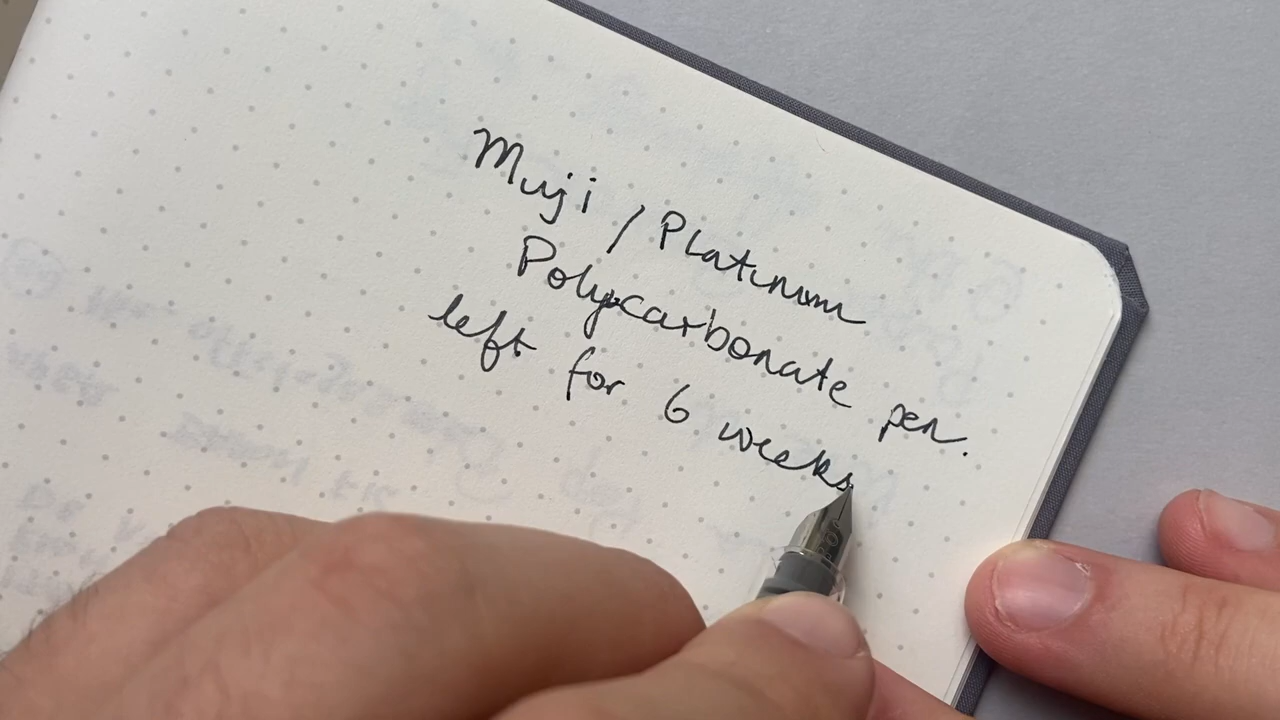 Muji / Platinum
Polycarbonate pen.
left for 6 weeks